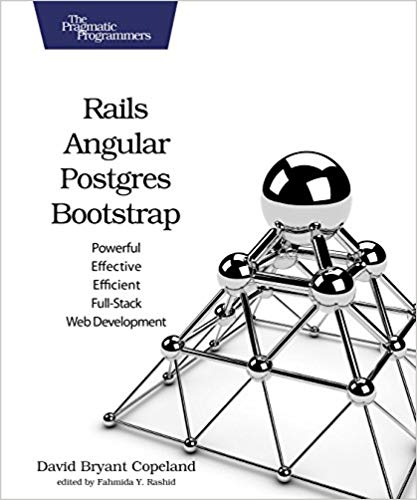 The
Pragmatic
Programmers
Rails
Angular
Postgres
Bootstrap
Powerful
Effective
Efficient
Full-Stack
Web Development
David Bryant Copeland
edited by Fahmida Y. Rashid